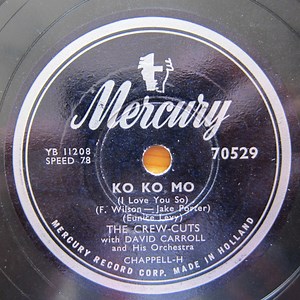 Mercury
YB 11208
SPEED 78
70529
KO KO MO
(I Love You So)
(F. Wilson—Jake Porter)
(Eunice Levy)
THE CREW-CUTS
with DAVID CARROLL
and His Orchestra
CHAPPELL-H
MERCURY RECORD CORP. MADE IN HOLLAND